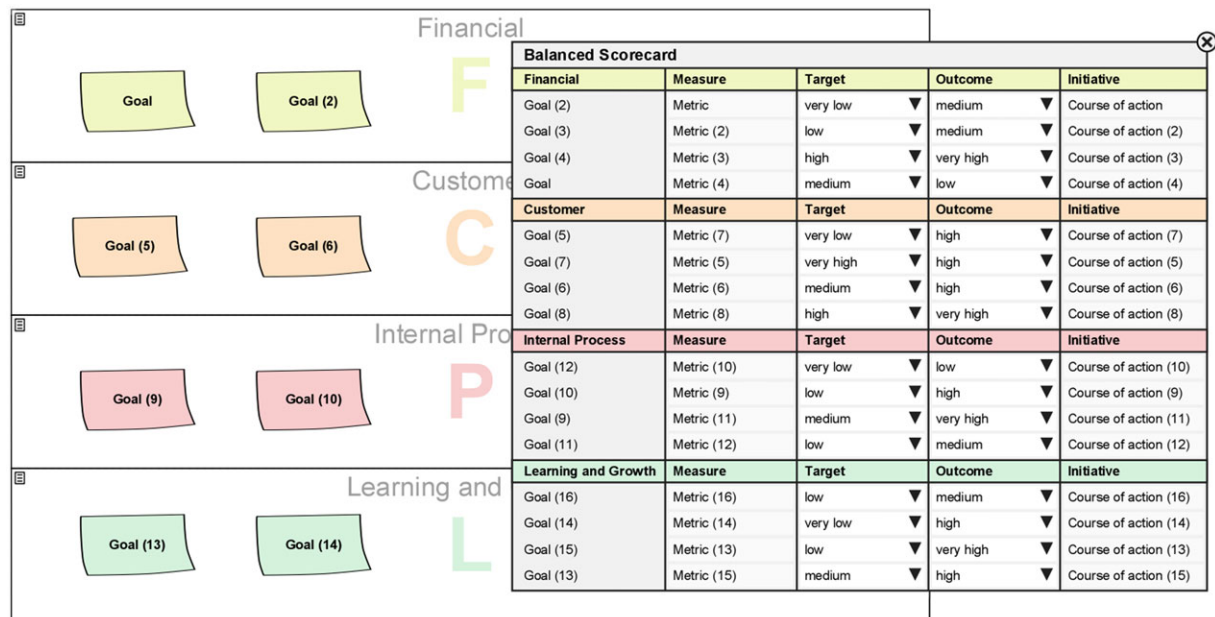 Financial
F
Goal
Goal (2)
Custome
C
Goal (5)
Goal (6)
Internal Pro
P
Goal (9)
Goal (10)
Learning and
L
Goal (13)
Goal (14)
Balanced Scorecard
Financial Measure Target Outcome Initiative
Goal (2) Metric very low medium Course of action
Goal (3) Metric (2) low medium Course of action (2)
Goal (4) Metric (3) high very high Course of action (3)
Goal Metric (4) medium low Course of action (4)
Customer Measure Target Outcome Initiative
Goal (5) Metric (7) very low high Course of action (7)
Goal (7) Metric (5) very high high Course of action (5)
Goal (6) Metric (6) medium high Course of action (6)
Goal (8) Metric (8) high very high Course of action (8)
Internal Process Measure Target Outcome Initiative
Goal (12) Metric (10) very low low Course of action (10)
Goal (10) Metric (9) low high Course of action (9)
Goal (9) Metric (11) medium very high Course of action (11)
Goal (11) Metric (12) low medium Course of action (12)
Learning and Growth Measure Target Outcome Initiative
Goal (16) Metric (16) low medium Course of action (16)
Goal (14) Metric (14) very low high Course of action (14)
Goal (15) Metric (13) low very high Course of action (13)
Goal (13) Metric (15) medium high Course of action (15)